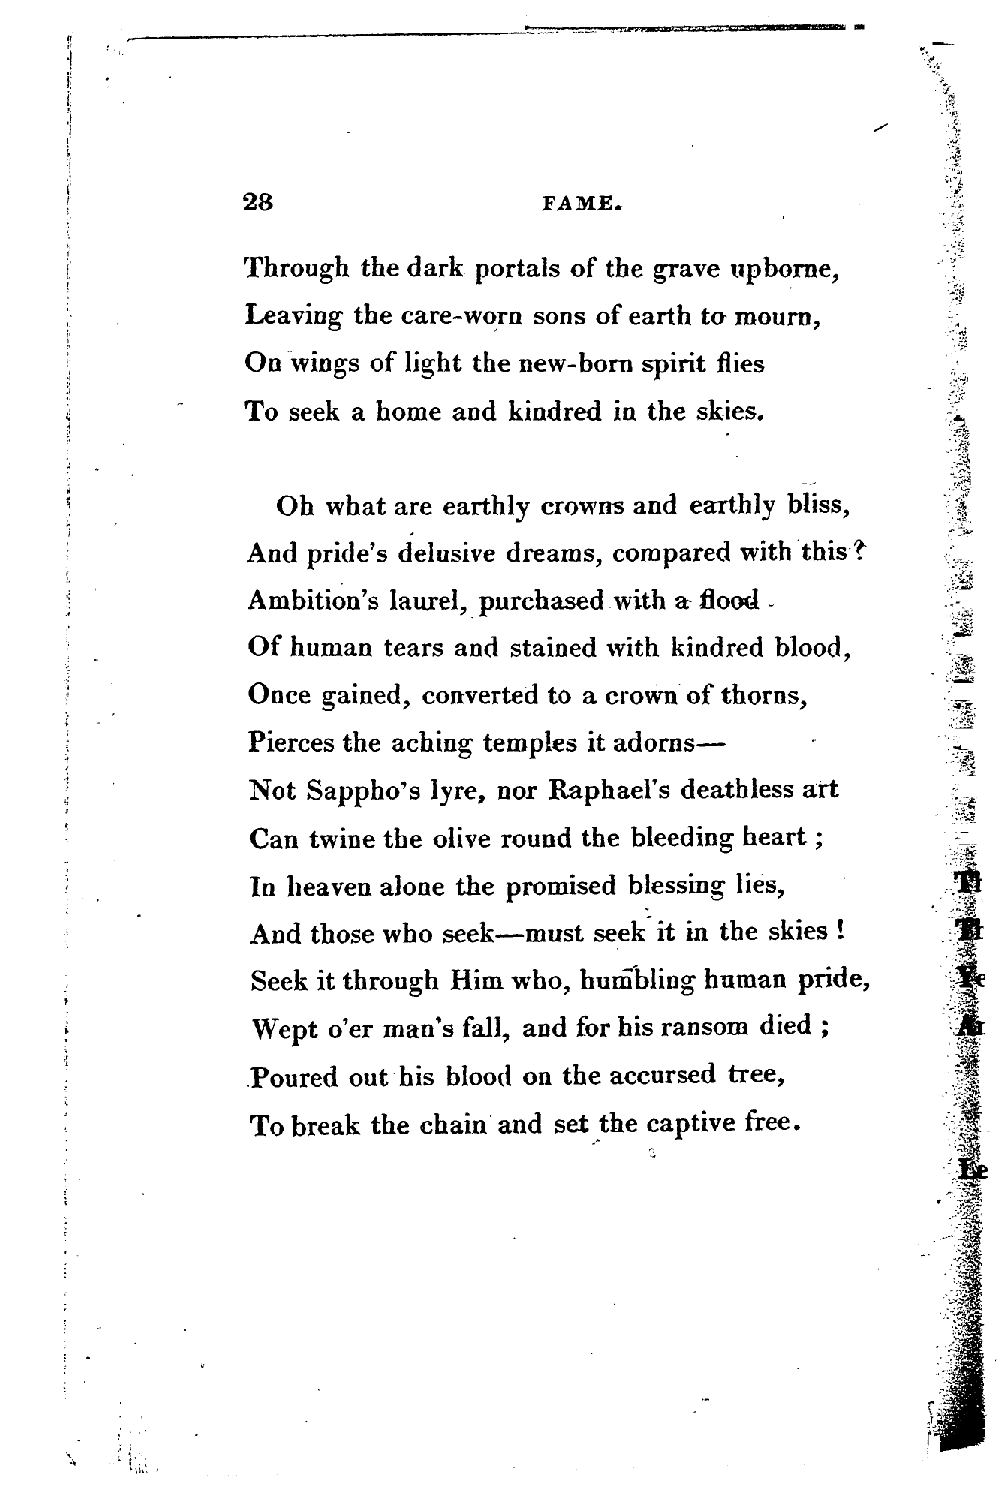 28 FAME.
Through the dark portals of the grave upborne,
Leaving the care-worn sons of earth to mourn,
On wings of light the new-born spirit flies
To seek a home and kindred in the skies.
Oh what are earthly crowns and earthly bliss,
And pride's delusive dreams, compared with this?
Ambition's laurel, purchased with a flood
Of human tears and stained with kindred blood,
Once gained, converted to a crown of thorns,
Pierces the aching temples it adorns—
Not Sappho's lyre, nor Raphael's deathless art
Can twine the olive round the bleeding heart;
In heaven alone the promised blessing lies,
And those who seek—must seek it in the skies!
Seek it through Him who, humbling human pride,
Wept o'er man's fall, and for his ransom died;
Poured out his blood on the accursed tree,
To break the chain and set the captive free.